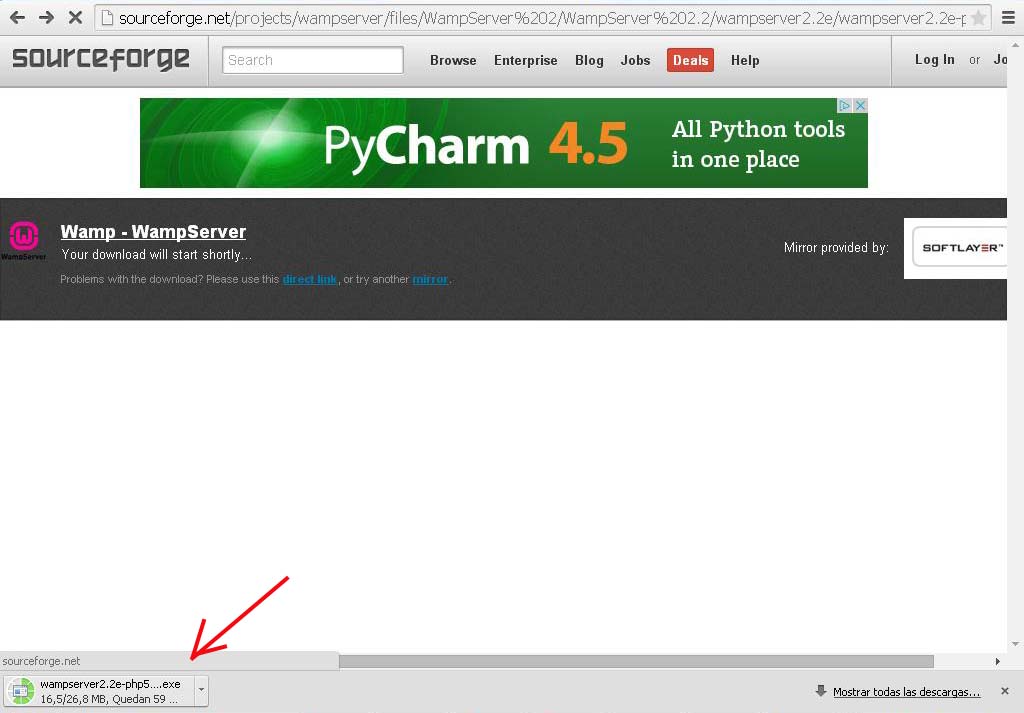 sourceforge.net/projects/wampserver/files/WampServer%202/WampServer%202.2/wampserver2.2e/wampserver2.2e-p
sourceforge
Search
Browse Enterprise Blog Jobs Deals Help
Log In or Jo
PyCharm 4.5
All Python tools
in one place
Wamp - WampServer
WampServer
Your download will start shortly...
Mirror provided by:
SOFTLAYER™
Problems with the download? Please use this direct link, or try another mirror.
sourceforge.net
wampserver2.2e-php5....exe
16,5/26,8 MB, Quedan 59 ...
Mostrar todas las descargas...